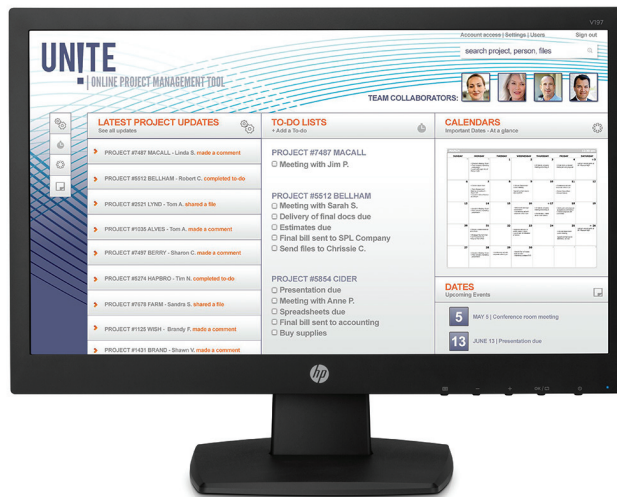 V197
Account access | Settings | Users
Sign out
UN!TE
ONLINE PROJECT MANAGEMENT TOOL
search project, person, files
TEAM COLLABORATORS:
LATEST PROJECT UPDATES
See all updates
PROJECT #7487 MACALL - Linda S. made a comment
PROJECT #5512 BELLHAM - Robert C. completed to-do
PROJECT #2521 LYND - Tom A. shared a file
PROJECT #1035 ALVES - Tom A. made a comment
PROJECT #7497 BERRY - Sharon C. made a comment
PROJECT #5274 HAPBRO - Tim N. completed to-do
PROJECT #7678 FARM - Sandra S. shared a file
PROJECT #1125 WISH - Brandy F. made a comment
PROJECT #1431 BRAND - Shawn V. made a comment
TO-DO LISTS
+ Add a To-do
PROJECT #7487 MACALL
Meeting with Jim P.
PROJECT #5512 BELLHAM
Meeting with Sarah S.
Delivery of final docs due
Estimates due
Final bill sent to SPL Company
Send files to Chrissie C.
PROJECT #5854 CIDER
Presentation due
Meeting with Anne P.
Spreadsheets due
Final bill sent to accounting
Buy supplies
CALENDARS
Important Dates - At a glance
DATES
Upcoming Events
5 MAY 5 | Conference room meeting
13 JUNE 13 | Presentation due
hp